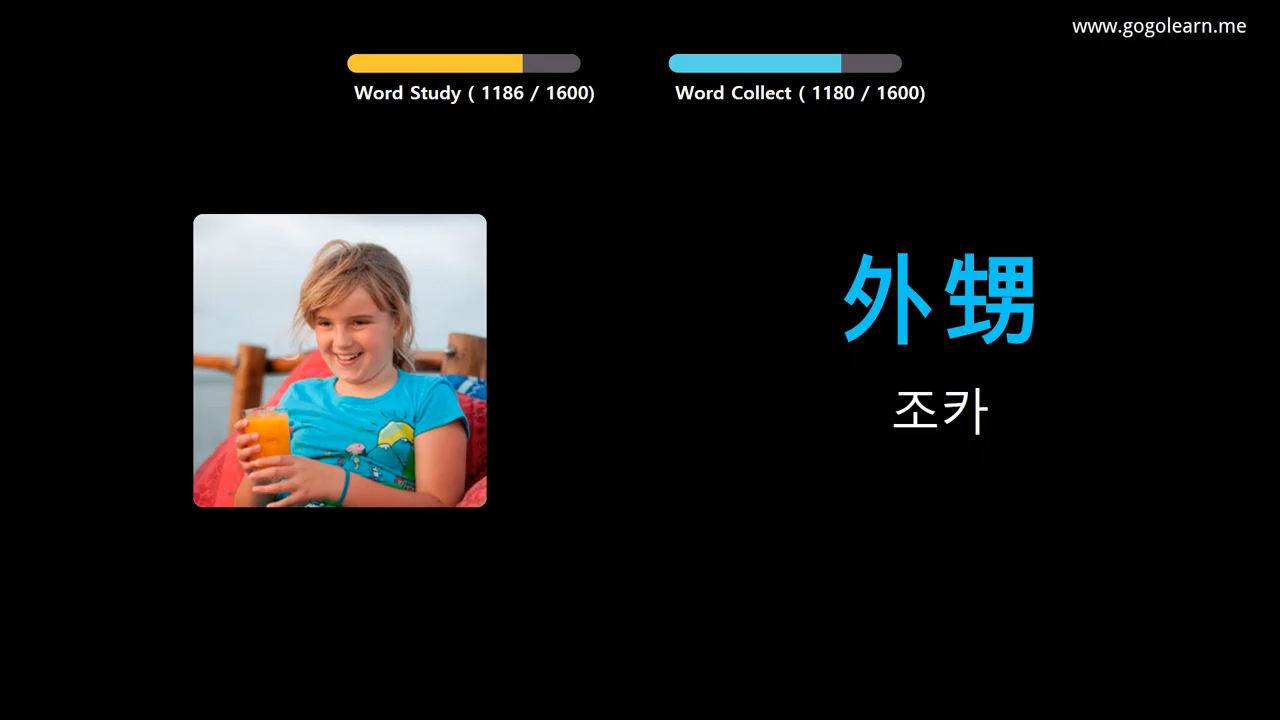 www.gogolearn.me
Word Study ( 1186 / 1600)
Word Collect ( 1180 / 1600)
外甥
조카